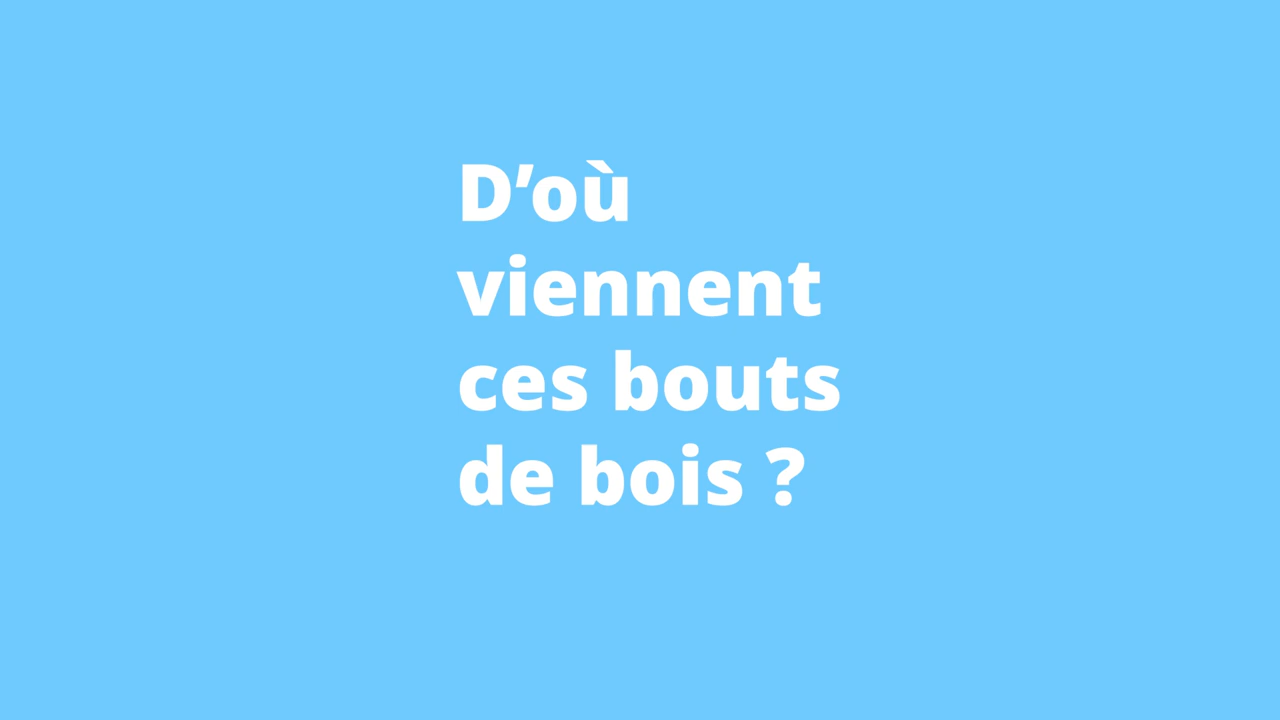 D’où
viennent
ces bouts
de bois ?